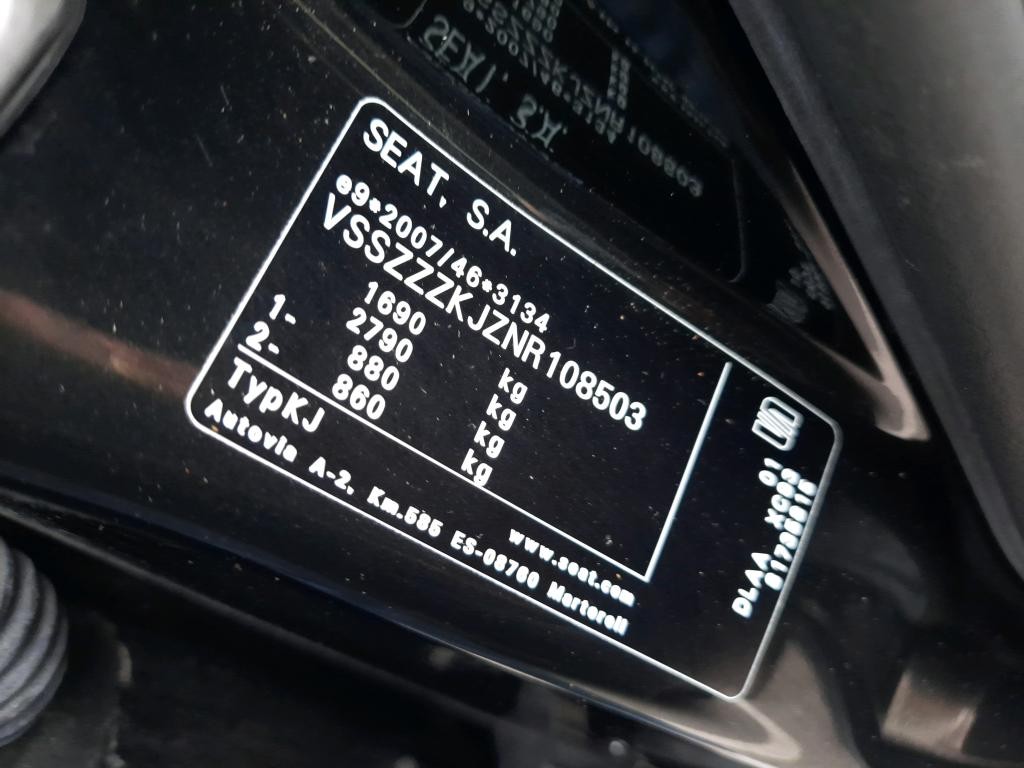 SEAT, S.A.
e9*2007/46*3134
VSSZZZKJZNR108503
1690 kg
2790 kg
1- 880 kg
2- 860 kg
TypKJ
www.seat.com
Autovia A-2, Km.585 ES-08760 Martorell
01
DLAA